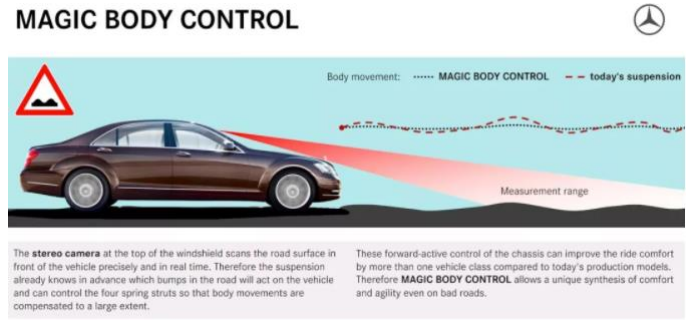 MAGIC BODY CONTROL
Body movement: ······ MAGIC BODY CONTROL – – today's suspension
Measurement range
The stereo camera at the top of the windshield scans the road surface in
front of the vehicle precisely and in real time. Therefore the suspension
already knows in advance which bumps in the road will act on the vehicle
and can control the four spring struts so that body movements are
compensated to a large extent.
These forward-active control of the chassis can improve the ride comfort
by more than one vehicle class compared to today's production models.
Therefore MAGIC BODY CONTROL allows a unique synthesis of comfort
and agility even on bad roads.